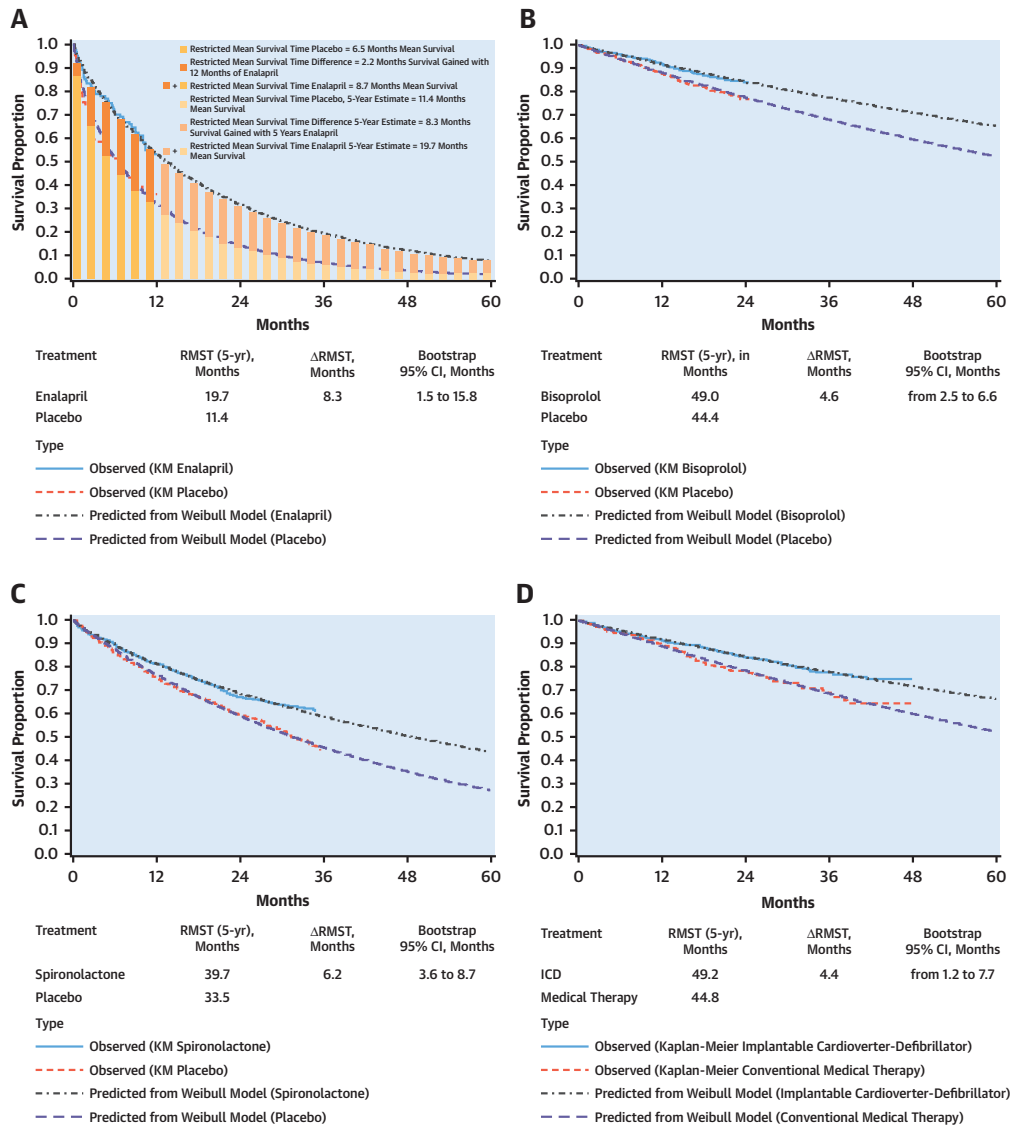 A
Survival Proportion
1.0
0.9
0.8
0.7
0.6
0.5
0.4
0.3
0.2
0.1
0.0
Restricted Mean Survival Time Placebo = 6.5 Months Mean Survival
Restricted Mean Survival Time Difference = 2.2 Months Survival Gained with
12 Months of Enalapril
+ Restricted Mean Survival Time Enalapril = 8.7 Months Mean Survival
Restricted Mean Survival Time Placebo, 5-Year Estimate = 11.4 Months
Mean Survival
Restricted Mean Survival Time Difference 5-Year Estimate = 8.3 Months
Survival Gained with 5 Years Enalapril
+ Restricted Mean Survival Time Enalapril 5-Year Estimate = 19.7 Months
Mean Survival
0 12 24 36 48 60
Months
Treatment RMST (5-yr), ΔRMST, Bootstrap
Months Months 95% CI, Months
Enalapril 19.7 8.3 1.5 to 15.8
Placebo 11.4
Type
Observed (KM Enalapril)
Observed (KM Placebo)
Predicted from Weibull Model (Enalapril)
Predicted from Weibull Model (Placebo)
B
Survival Proportion
1.0
0.9
0.8
0.7
0.6
0.5
0.4
0.3
0.2
0.1
0.0
0 12 24 36 48 60
Months
Treatment RMST (5-yr), in ΔRMST, Bootstrap
Months Months 95% CI, Months
Bisoprolol 49.0 4.6 from 2.5 to 6.6
Placebo 44.4
Type
Observed (KM Bisoprolol)
Observed (KM Placebo)
Predicted from Weibull Model (Bisoprolol)
Predicted from Weibull Model (Placebo)
C
Survival Proportion
1.0
0.9
0.8
0.7
0.6
0.5
0.4
0.3
0.2
0.1
0.0
0 12 24 36 48 60
Months
Treatment RMST (5-yr), ΔRMST, Bootstrap
Months Months 95% CI, Months
Spironolactone 39.7 6.2 3.6 to 8.7
Placebo 33.5
Type
Observed (KM Spironolactone)
Observed (KM Placebo)
Predicted from Weibull Model (Spironolactone)
Predicted from Weibull Model (Placebo)
D
Survival Proportion
1.0
0.9
0.8
0.7
0.6
0.5
0.4
0.3
0.2
0.1
0.0
0 12 24 36 48 60
Months
Treatment RMST (5-yr), ΔRMST, Bootstrap
Months Months 95% CI, Months
ICD 49.2 4.4 from 1.2 to 7.7
Medical Therapy 44.8
Type
Observed (Kaplan-Meier Implantable Cardioverter-Defibrillator)
Observed (Kaplan-Meier Conventional Medical Therapy)
Predicted from Weibull Model (Implantable Cardioverter-Defibrillator)
Predicted from Weibull Model (Conventional Medical Therapy)